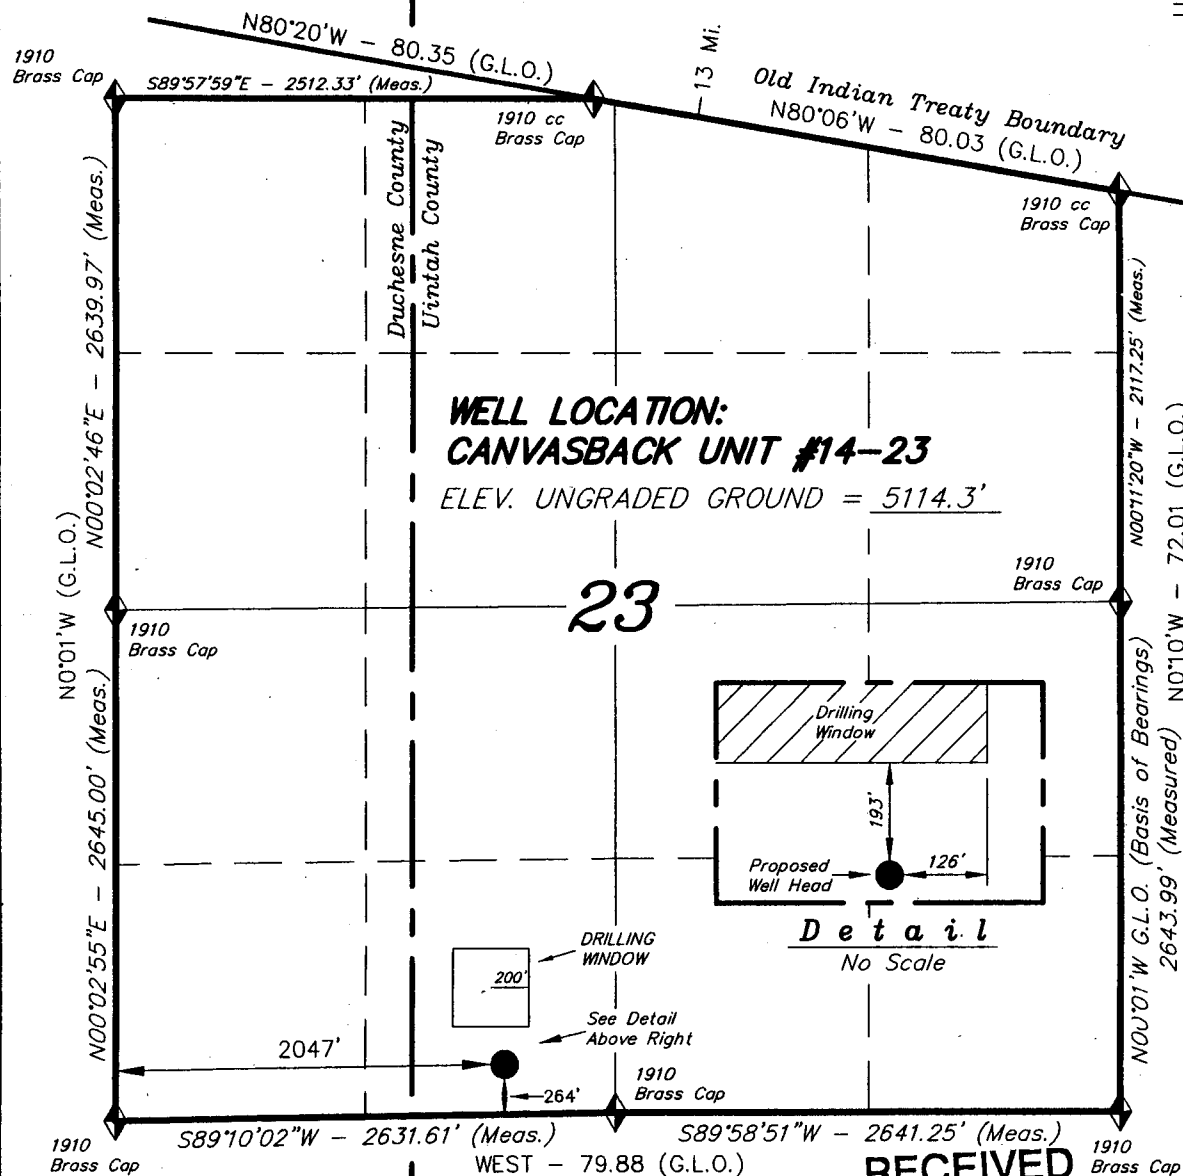 N80°20'W - 80.35 (G.L.O.)
13 Mi.
1910
Brass Cap
S89°57'59"E - 2512.33' (Meas.)
Old Indian Treaty Boundary
N80°06'W - 80.03 (G.L.O.)
1910 cc
Brass Cap
1910 cc
Brass Cap
Duchesne County
Uintah County
N00°02'46"E - 2639.97' (Meas.)
N00°11'20"W - 2117.25' (Meas.)
WELL LOCATION:
CANVASBACK UNIT #14-23
ELEV. UNGRADED GROUND = 5114.3'
N0°01'W (G.L.O.)
N0°10'W - 72.01 (G.L.O.)
1910
Brass Cap
23
1910
Brass Cap
N00°02'55"E - 2645.00' (Meas.)
Drilling
Window
193'
Proposed
Well Head
126'
Detail
No Scale
N00°01'W G.L.O. (Basis of Bearings)
2643.99' (Measured)
DRILLING
WINDOW
200'
See Detail
Above Right
2047'
264'
1910
Brass Cap
1910
Brass Cap
S89°10'02"W - 2631.61' (Meas.)
S89°58'51"W - 2641.25' (Meas.)
1910
Brass Cap
WEST - 79.88 (G.L.O.)
RECEIVED